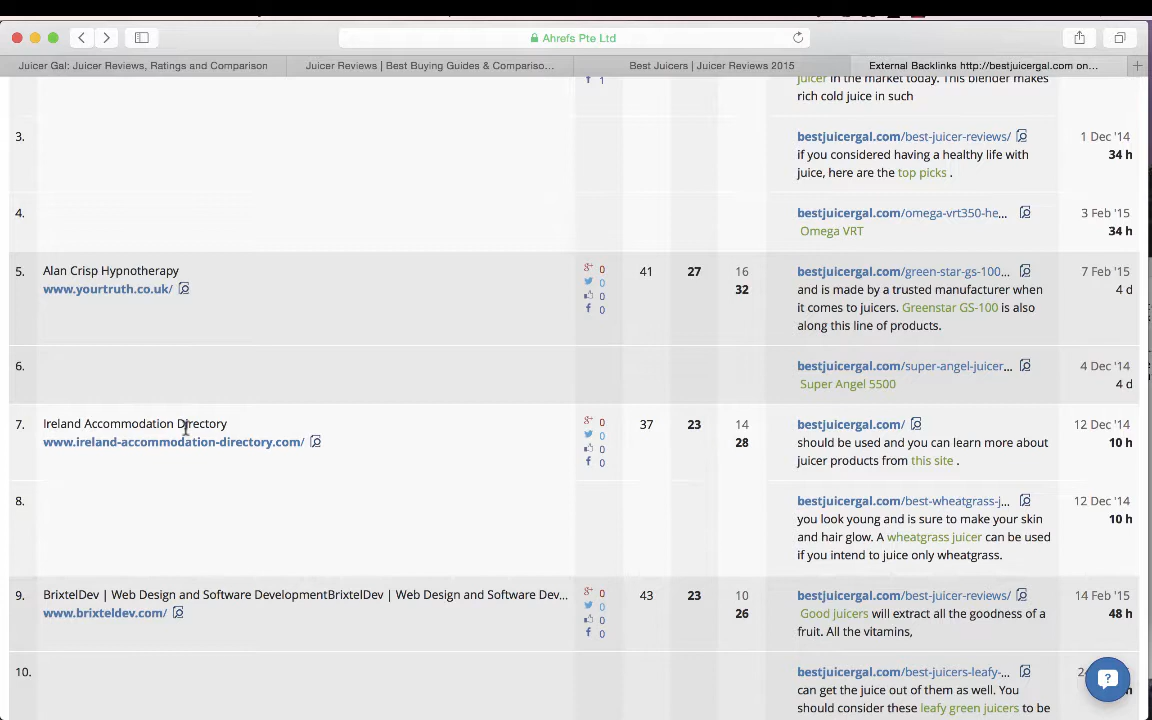 Ahrefs Pte Ltd
Juicer Gal: Juicer Reviews, Ratings and Comparison
Juicer Reviews | Best Buying Guides & Compariso...
Best Juicers | Juicer Reviews 2015
External Backlinks http://bestjuicergal.com on...
1
juicer in the market today. This blender makes
rich cold juice in such
3.
bestjuicergal.com/best-juicer-reviews/
1 Dec '14
if you considered having a healthy life with
34 h
juice, here are the top picks .
4.
bestjuicergal.com/omega-vrt350-he...
3 Feb '15
Omega VRT
34 h
5.
Alan Crisp Hypnotherapy
www.yourtruth.co.uk/
0
0
0
0
41
27
16
32
bestjuicergal.com/green-star-gs-100...
7 Feb '15
and is made by a trusted manufacturer when
4 d
it comes to juicers. Greenstar GS-100 is also
along this line of products.
6.
bestjuicergal.com/super-angel-juicer...
4 Dec '14
Super Angel 5500
4 d
7.
Ireland Accommodation Directory
www.ireland-accommodation-directory.com/
0
0
0
0
37
23
14
28
bestjuicergal.com/
12 Dec '14
should be used and you can learn more about
10 h
juicer products from this site .
8.
bestjuicergal.com/best-wheatgrass-j...
12 Dec '14
you look young and is sure to make your skin
10 h
and hair glow. A wheatgrass juicer can be used
if you intend to juice only wheatgrass.
9.
BrixtelDev | Web Design and Software DevelopmentBrixtelDev | Web Design and Software Dev...
www.brixteldev.com/
0
0
0
0
43
23
10
26
bestjuicergal.com/best-juicer-reviews/
14 Feb '15
Good juicers will extract all the goodness of a
48 h
fruit. All the vitamins,
10.
bestjuicergal.com/best-juicers-leafy-...
can get the juice out of them as well. You
should consider these leafy green juicers to be